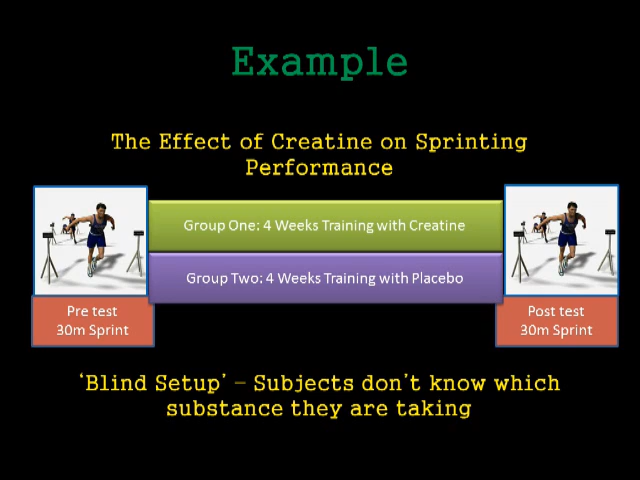 Example
The Effect of Creatine on Sprinting
Performance
Group One: 4 Weeks Training with Creatine
Group Two: 4 Weeks Training with Placebo
Pre test
30m Sprint
Post test
30m Sprint
‘Blind Setup’ – Subjects don’t know which
substance they are taking